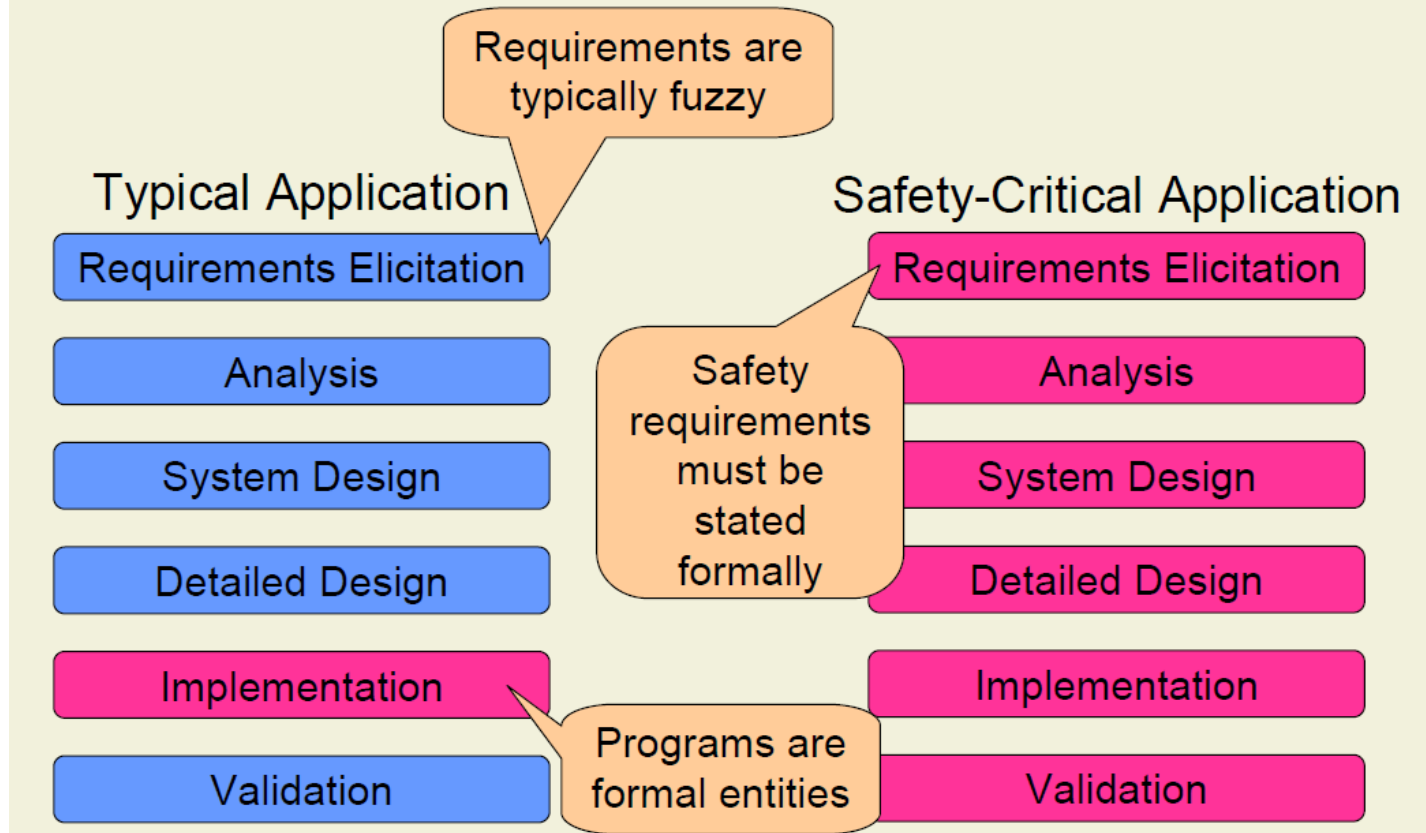 Requirements are
typically fuzzy
Typical Application
Safety-Critical Application
Requirements Elicitation
Analysis
System Design
Detailed Design
Implementation
Validation
Requirements Elicitation
Analysis
System Design
Detailed Design
Implementation
Validation
Safety
requirements
must be
stated
formally
Programs are
formal entities